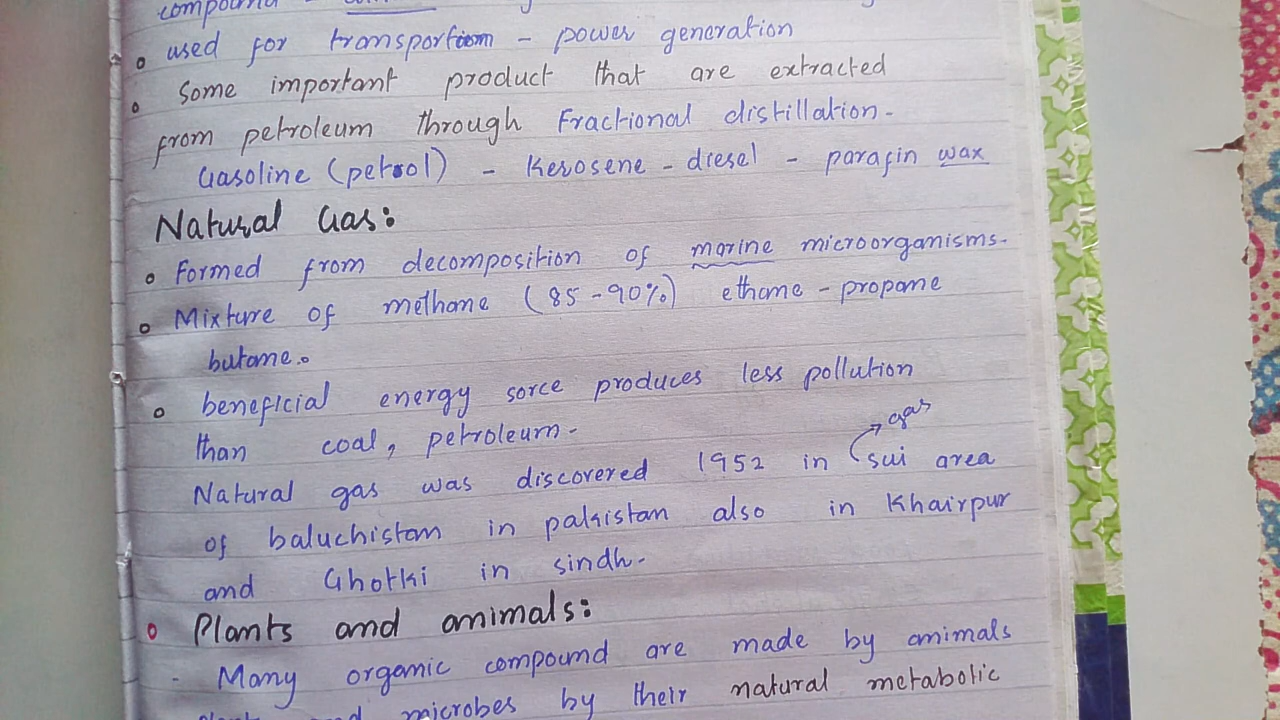 compound
• used for transportiom - power generation
• Some important product that are extracted
from petroleum through Fractional distillation.
Gasoline (petrol) - Kerosene - diesel - parafin wax
Natural Gas:
• Formed from decomposition of marine microorganisms.
• Mixture of methane (85-90%) ethane - propane
butane.
• beneficial energy sorce produces less pollution
than coal, petroleum.
gas
Natural gas was discovered 1952 in sui area
of baluchistan in pakistan also in Khairpur
and Ghotki in sindh.
• Plants and animals:
- Many organic compound are made by animals
microbes by their natural metabolic